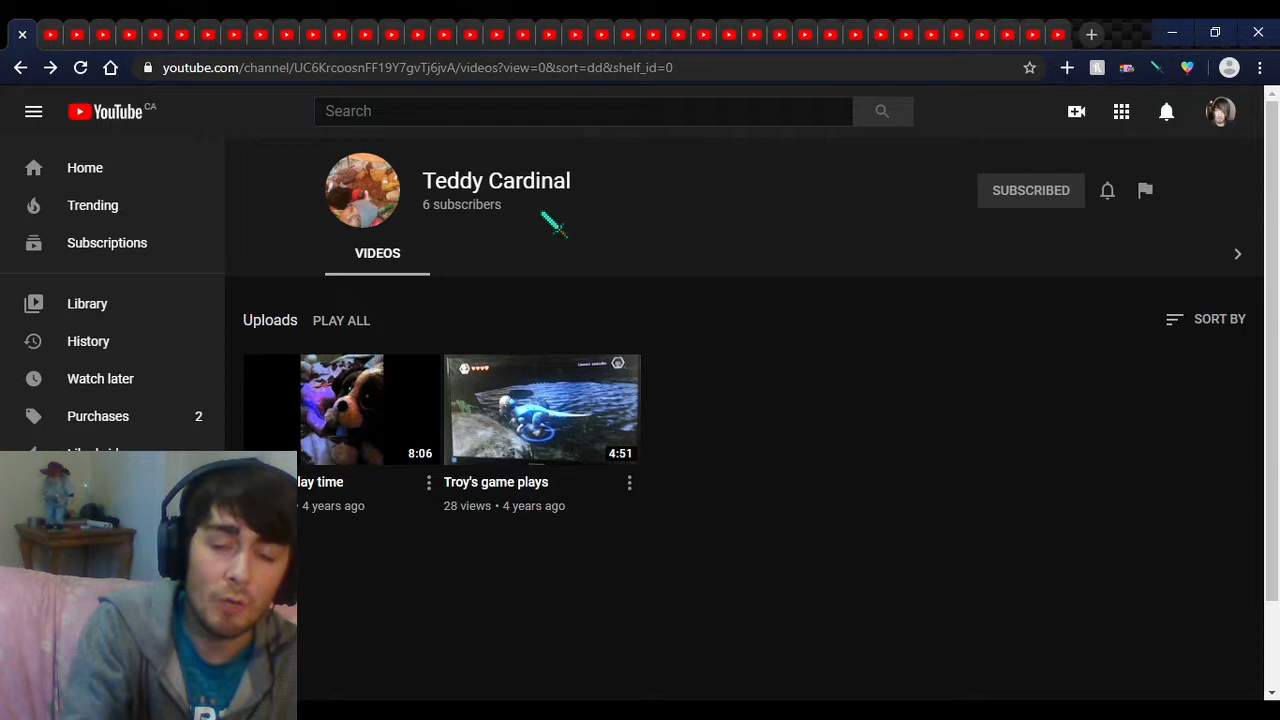 youtube.com/channel/UC6KrcoosnFF19Y7gvTj6jvA/videos?view=0&sort=dd&shelf_id=0
YouTube CA
Search
Home
Trending
Subscriptions
Library
History
Watch later
Purchases 2
Teddy Cardinal
6 subscribers
SUBSCRIBED
VIDEOS
Uploads PLAY ALL
SORT BY
8:06
4:51
time
4 years ago
Troy's game plays
28 views • 4 years ago